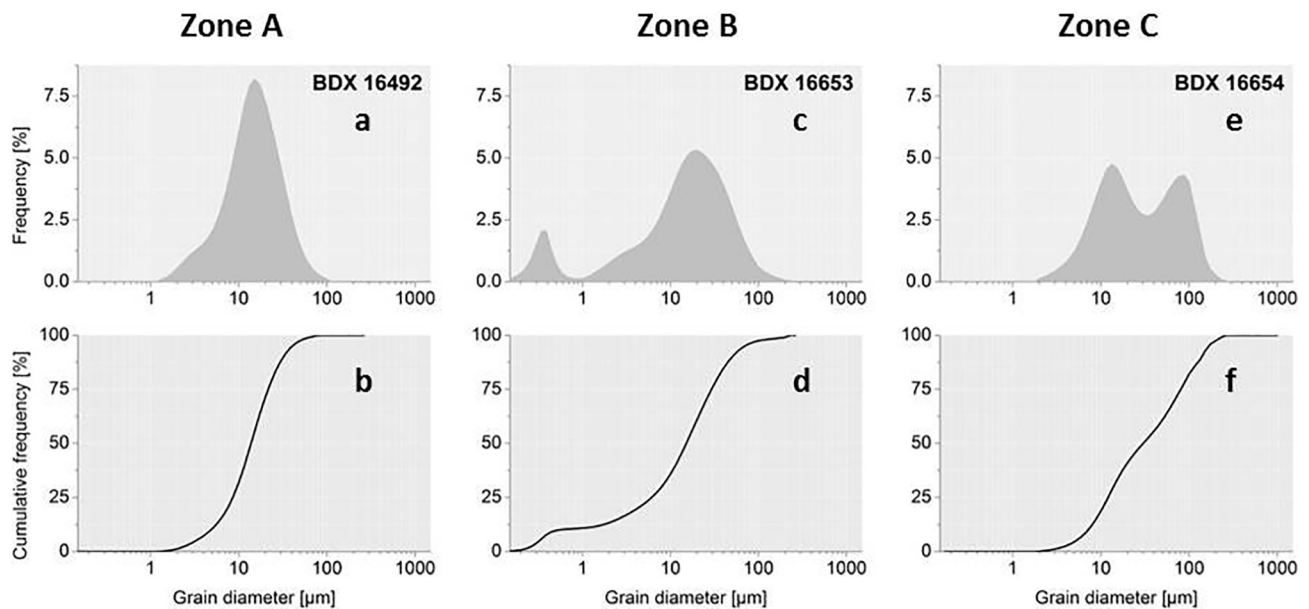 Zone A
Zone B
Zone C
BDX 16492
BDX 16653
BDX 16654
a
c
e
Frequency [%]
7.5
5.0
2.5
0.0
1 10 100 1000
7.5
5.0
2.5
0.0
1 10 100 1000
7.5
5.0
2.5
0.0
1 10 100 1000
b
d
f
Cumulative frequency [%]
100
75
50
25
0
1 10 100 1000
Grain diameter [µm]
100
75
50
25
0
1 10 100 1000
Grain diameter [µm]
100
75
50
25
0
1 10 100 1000
Grain diameter [µm]